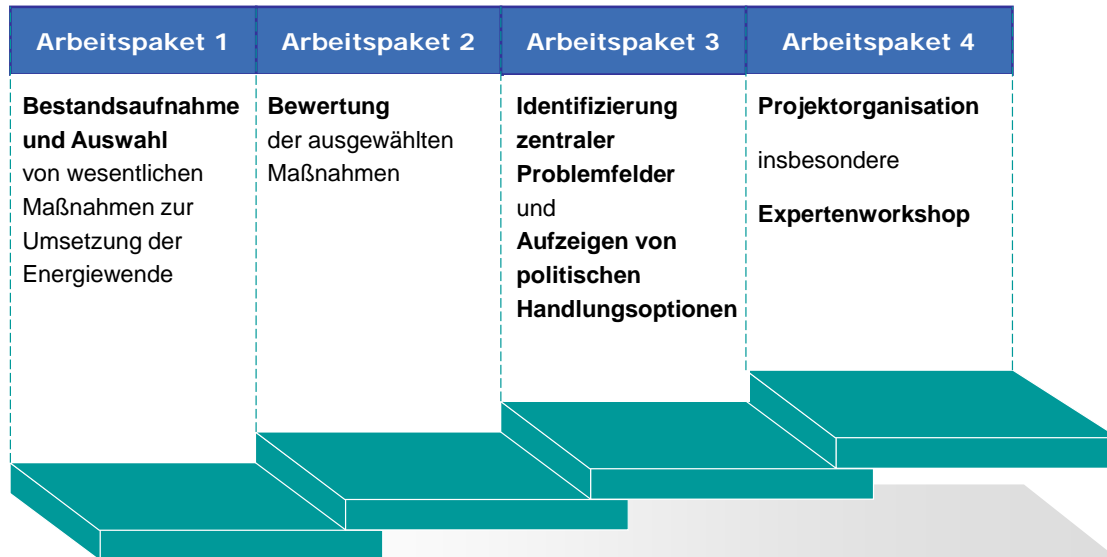 Arbeitspaket 1
Arbeitspaket 2
Arbeitspaket 3
Arbeitspaket 4
Bestandsaufnahme
und Auswahl
von wesentlichen
Maßnahmen zur
Umsetzung der
Energiewende
Bewertung
der ausgewählten
Maßnahmen
Identifizierung
zentraler
Problemfelder
und
Aufzeigen von
politischen
Handlungsoptionen
Projektorganisation
insbesondere
Expertenworkshop